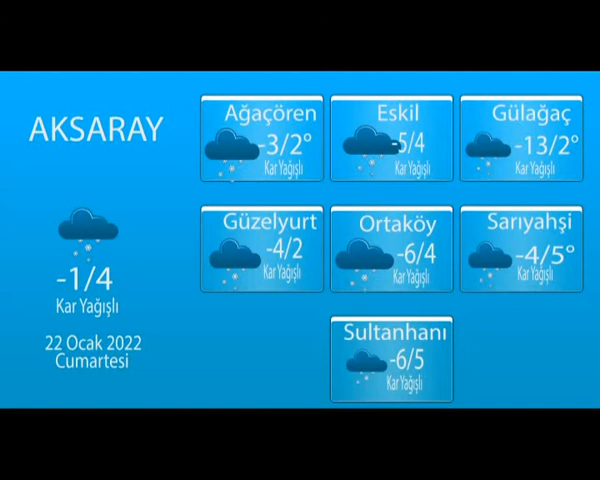 AKSARAY
-1/4
Kar Yağışlı
22 Ocak 2022
Cumartesi
Ağaçören
-3/2°
Kar Yağışlı
Eskil
-5/4
Kar Yağışlı
Gülağaç
-13/2°
Kar Yağışlı
Güzelyurt
-4/2
Kar Yağışlı
Ortaköy
-6/4
Kar Yağışlı
Sarıyahşi
-4/5°
Kar Yağışlı
Sultanhanı
-6/5
Kar Yağışlı